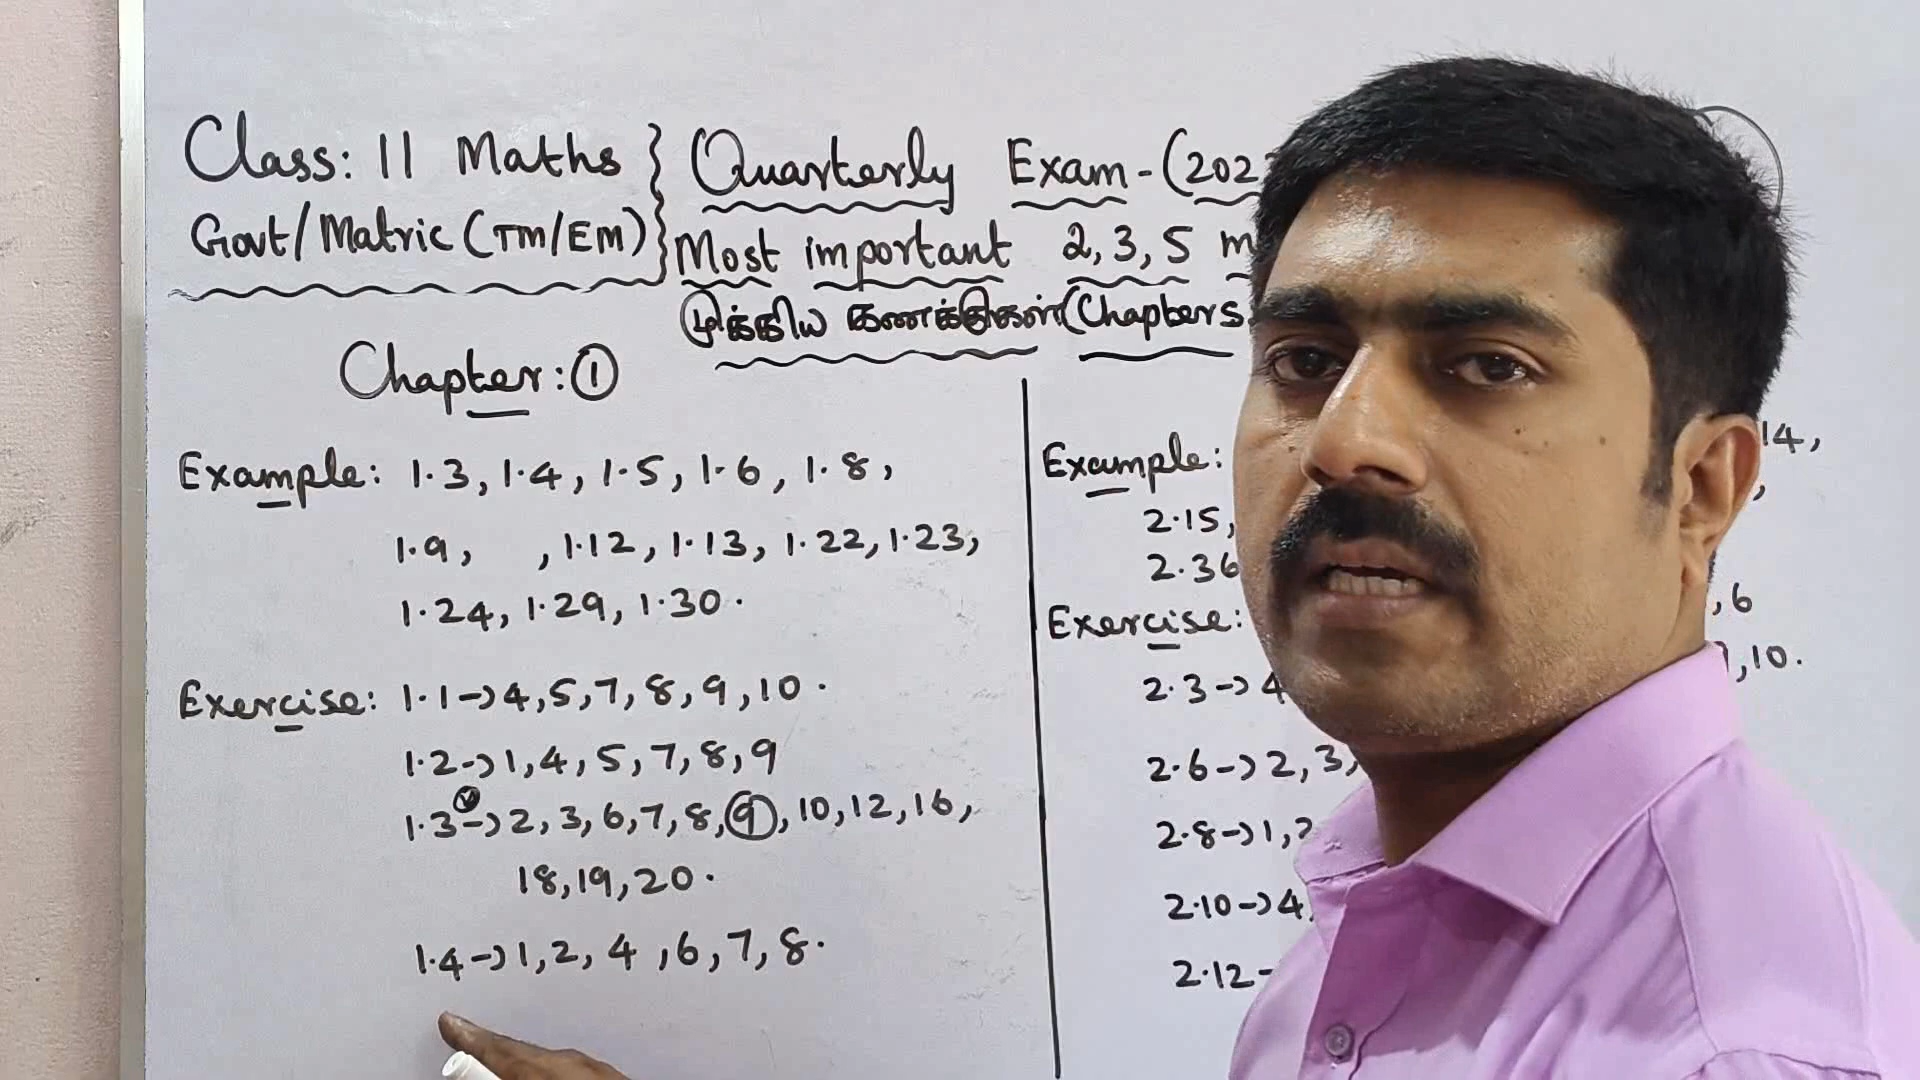 Class: 11 Maths } Quarterly Exam - (202
Govt/Matric (TM/EM) } Most important 2, 3, 5 m
முக்கிய கணக்குகள் (Chapters
Chapter: 1
Example: 1.3, 1.4, 1.5, 1.6, 1.8,
1.9, , 1.12, 1.13, 1.22, 1.23,
1.24, 1.29, 1.30.
Exercise: 1.1 → 4, 5, 7, 8, 9, 10.
1.2 → 1, 4, 5, 7, 8, 9
1.3 → 2, 3, 6, 7, 8, 9, 10, 12, 16,
18, 19, 20.
1.4 → 1, 2, 4, 6, 7, 8.
Example: 14,
2.15,
2.36
Exercise: , 6
2.3 → 4 , 10.
2.6 → 2, 3,
2.8 → 1, 2
2.10 → 4,
2.12 -